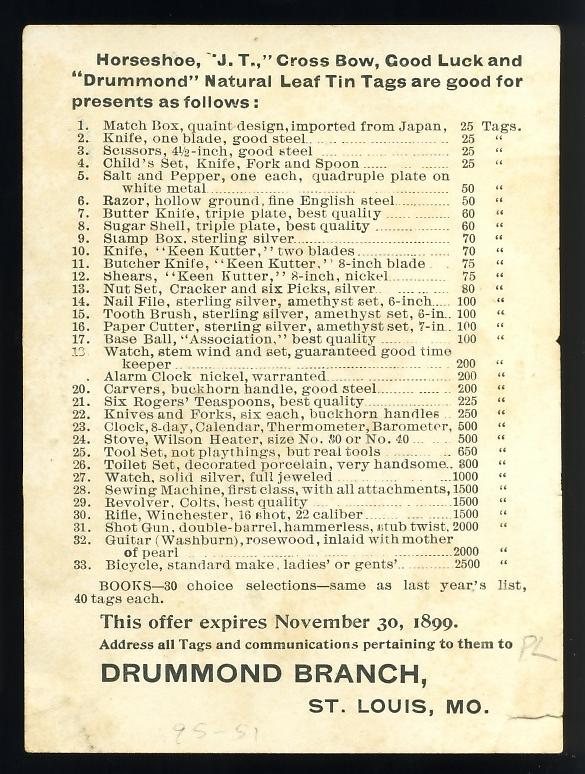 Horseshoe, "J. T.," Cross Bow, Good Luck and
"Drummond" Natural Leaf Tin Tags are good for
presents as follows:
1. Match Box, quaint design, imported from Japan, 25 Tags.
2. Knife, one blade, good steel 25 "
3. Scissors, 4½-inch, good steel 25 "
4. Child's Set, Knife, Fork and Spoon 25 "
5. Salt and Pepper, one each, quadruple plate on
white metal 50 "
6. Razor, hollow ground, fine English steel 50 "
7. Butter Knife, triple plate, best quality 60 "
8. Sugar Shell, triple plate, best quality 60 "
9. Stamp Box, sterling silver 70 "
10. Knife, "Keen Kutter," two blades 70 "
11. Butcher Knife, "Keen Kutter," 8-inch blade 75 "
12. Shears, "Keen Kutter," 8-inch, nickel 75 "
13. Nut Set, Cracker and six Picks, silver 80 "
14. Nail File, sterling silver, amethyst set, 6-inch 100 "
15. Tooth Brush, sterling silver, amethyst set, 6-in. 100 "
16. Paper Cutter, sterling silver, amethyst set, 7-in. 100 "
17. Base Ball, "Association," best quality 100 "
18 Watch, stem wind and set, guaranteed good time
keeper 200 "
. Alarm Clock nickel, warranted 200 "
20. Carvers, buckhorn handle, good steel 200 "
21. Six Rogers' Teaspoons, best quality 225 "
22. Knives and Forks, six each, buckhorn handles 250 "
23. Clock, 8-day, Calendar, Thermometer, Barometer, 500 "
24. Stove, Wilson Heater, size No. 30 or No. 40 500 "
25. Tool Set, not playthings, but real tools 650 "
26. Toilet Set, decorated porcelain, very handsome 800 "
27. Watch, solid silver, full jeweled 1000 "
28. Sewing Machine, first class, with all attachments, 1500 "
29. Revolver, Colts, best quality 1500 "
30. Rifle, Winchester, 16 shot, 22 caliber 1500 "
31. Shot Gun, double-barrel, hammerless, stub twist, 2000 "
32. Guitar (Washburn), rosewood, inlaid with mother
of pearl 2000 "
33. Bicycle, standard make, ladies' or gents' 2500 "
BOOKS—30 choice selections—same as last year's list,
40 tags each.
This offer expires November 30, 1899.
Address all Tags and communications pertaining to them to
PL
DRUMMOND BRANCH,
ST. LOUIS, MO.
95-51